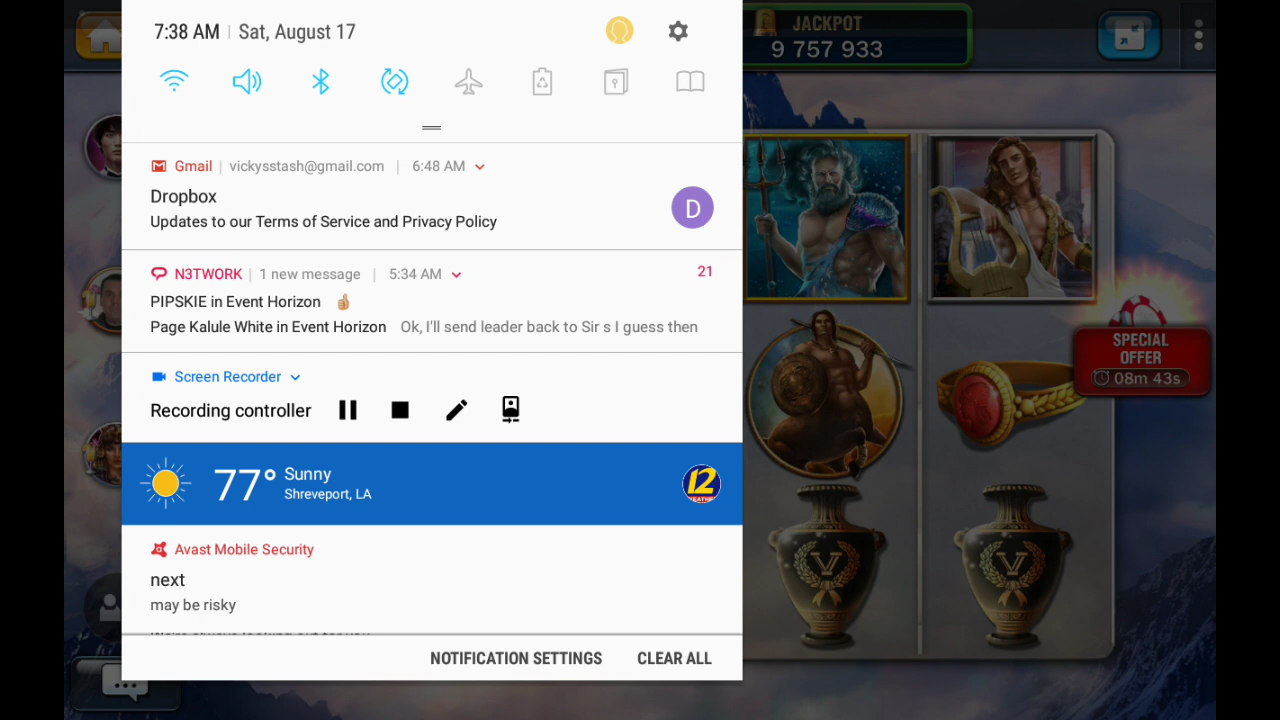 7:38 AM | Sat, August 17
JACKPOT
9 757 933
Gmail | vickysstash@gmail.com | 6:48 AM
Dropbox
Updates to our Terms of Service and Privacy Policy
D
N3TWORK | 1 new message | 5:34 AM
21
PIPSKIE in Event Horizon 👍🏼
Page Kalule White in Event Horizon Ok, I'll send leader back to Sir s I guess then
SPECIAL
OFFER
08m 43s
Screen Recorder
Recording controller
77° Sunny
Shreveport, LA
12
WEATHER
V
V
Avast Mobile Security
next
may be risky
NOTIFICATION SETTINGS CLEAR ALL